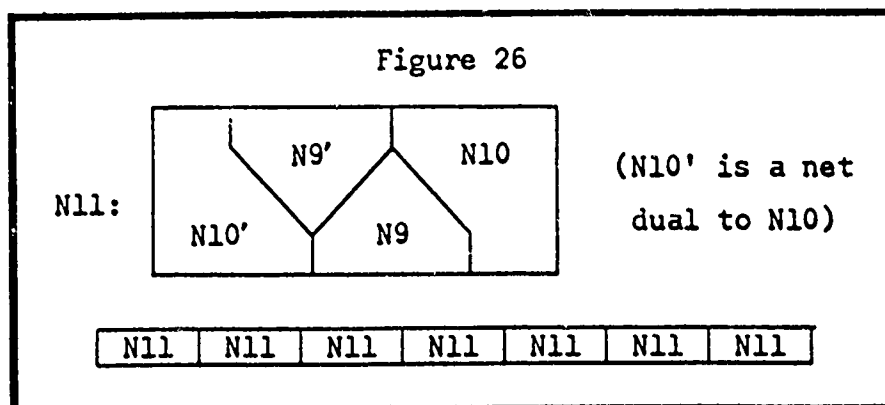 Figure 26
N9' N10
(N10' is a net
N11:
N10' N9
dual to N10)
N11 N11 N11 N11 N11 N11 N11